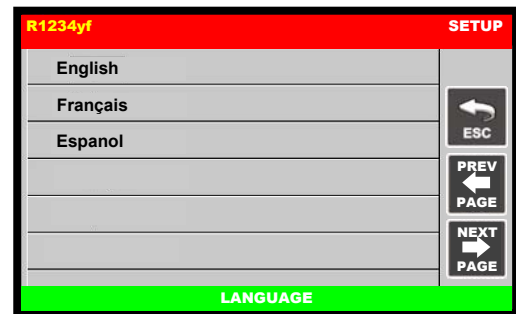 R1234yf SETUP
English
Français
Espanol
ESC
PREV
PAGE
NEXT
PAGE
LANGUAGE